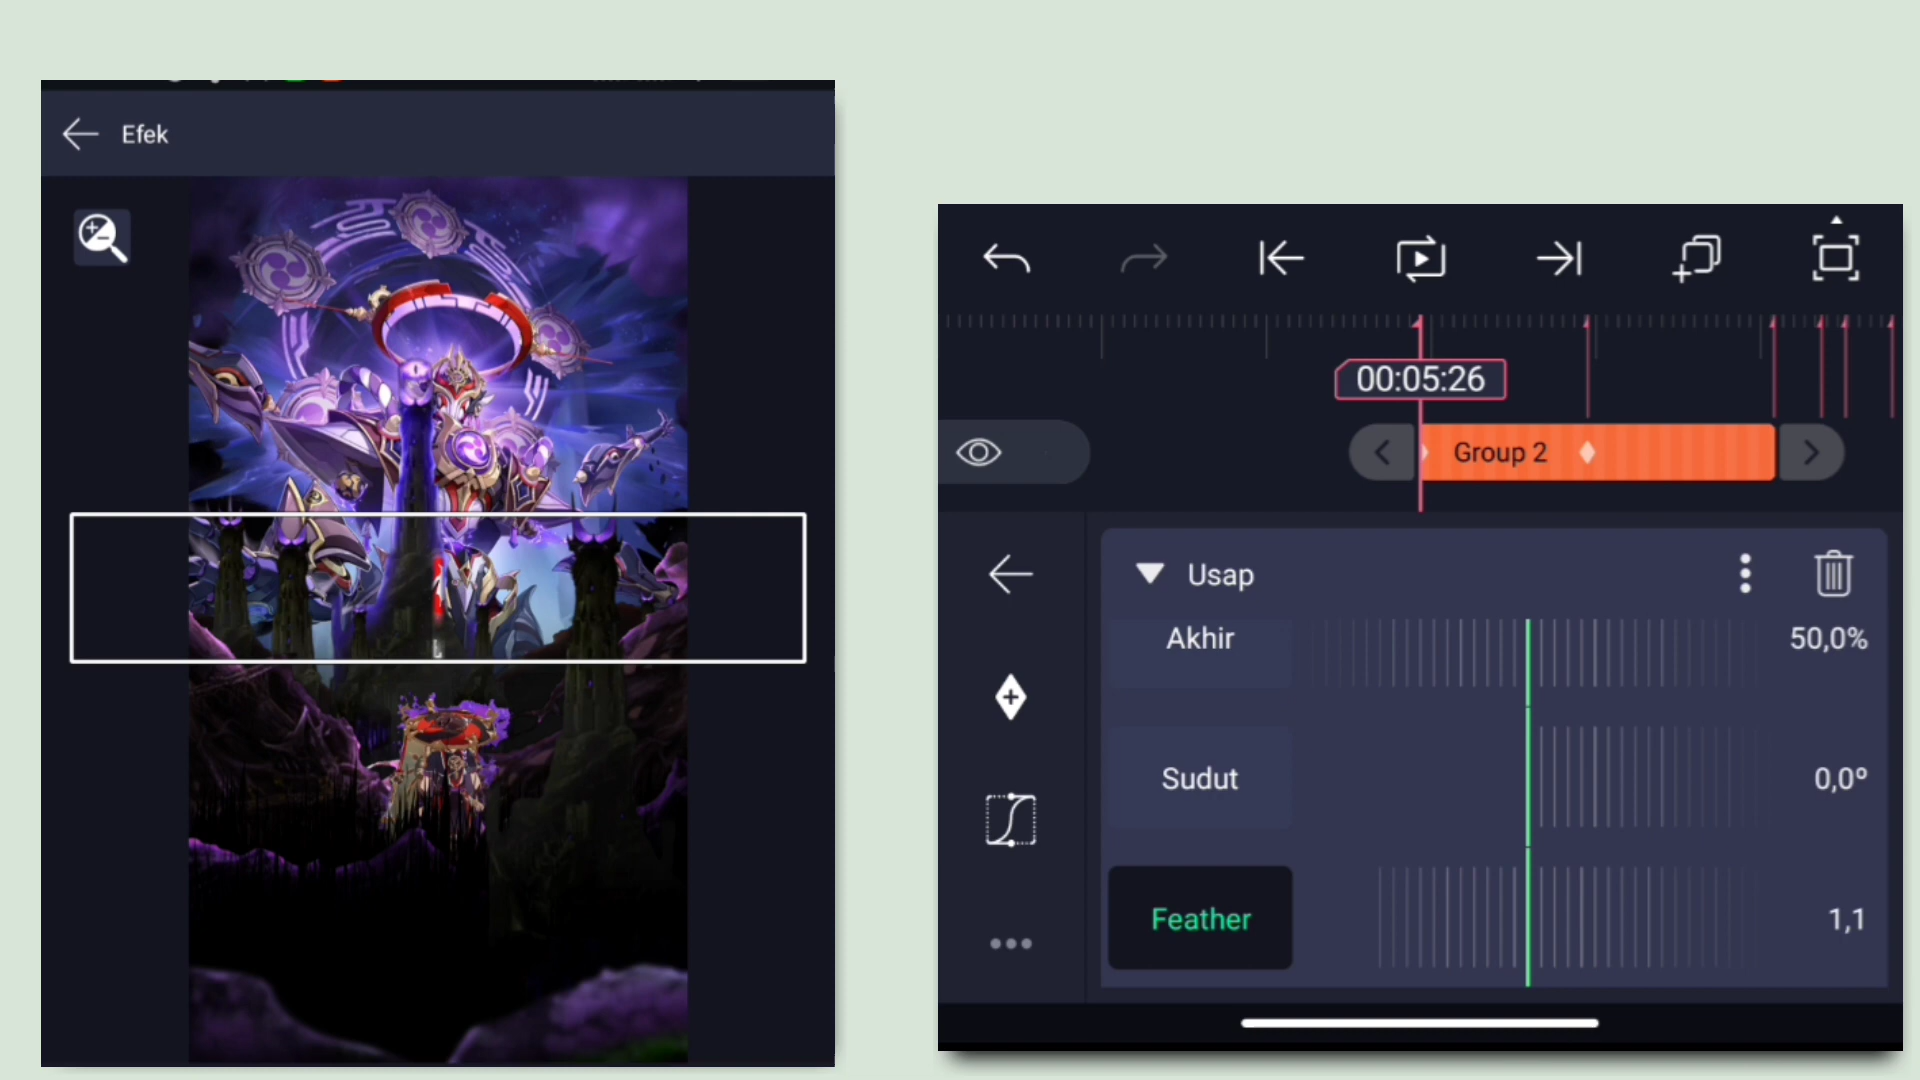 Efek
00:05:26
Group 2
Usap
Akhir
50,0%
Sudut
0,0°
Feather
1,1